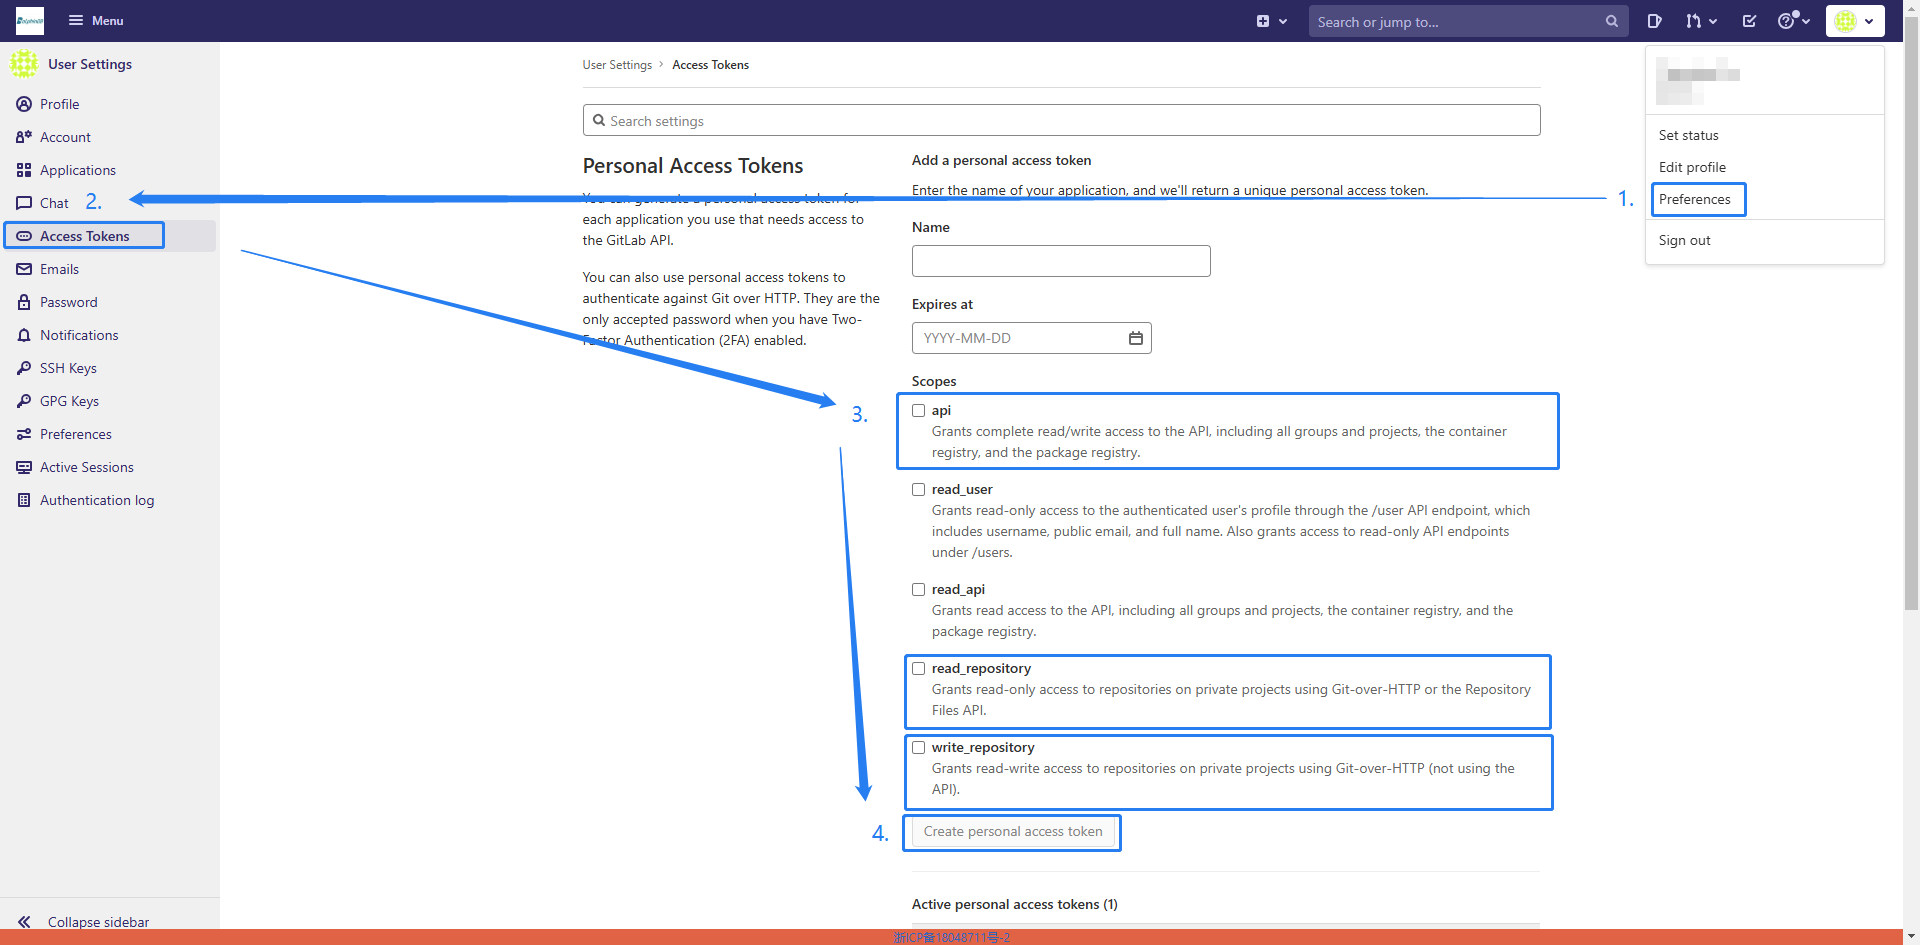 DolphinDB
Menu
Search or jump to...
User Settings
Profile
Account
Applications
Chat
2.
Access Tokens
Emails
Password
Notifications
SSH Keys
GPG Keys
Preferences
Active Sessions
Authentication log
Collapse sidebar
User Settings > Access Tokens
Search settings
Personal Access Tokens
You can generate a personal access token for
each application you use that needs access to
the GitLab API.
You can also use personal access tokens to
authenticate against Git over HTTP. They are the
only accepted password when you have Two-
Factor Authentication (2FA) enabled.
Add a personal access token
Enter the name of your application, and we'll return a unique personal access token.
Name
Expires at
YYYY-MM-DD
Scopes
3.
api
Grants complete read/write access to the API, including all groups and projects, the container
registry, and the package registry.
read_user
Grants read-only access to the authenticated user's profile through the /user API endpoint, which
includes username, public email, and full name. Also grants access to read-only API endpoints
under /users.
read_api
Grants read access to the API, including all groups and projects, the container registry, and the
package registry.
read_repository
Grants read-only access to repositories on private projects using Git-over-HTTP or the Repository
Files API.
write_repository
Grants read-write access to repositories on private projects using Git-over-HTTP (not using the
API).
4.
Create personal access token
Active personal access tokens (1)
Set status
Edit profile
1.
Preferences
Sign out
浙ICP备18048711号-2